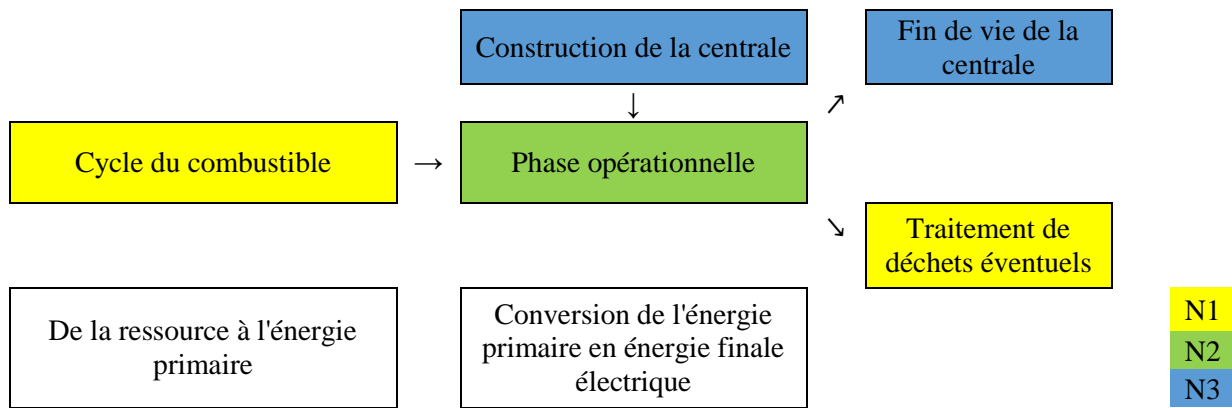 Construction de la centrale
Fin de vie de la
centrale
↓
↗
Cycle du combustible
→
Phase opérationnelle
↘
Traitement de
déchets éventuels
De la ressource à l'énergie
primaire
Conversion de l'énergie
primaire en énergie finale
électrique
N1
N2
N3